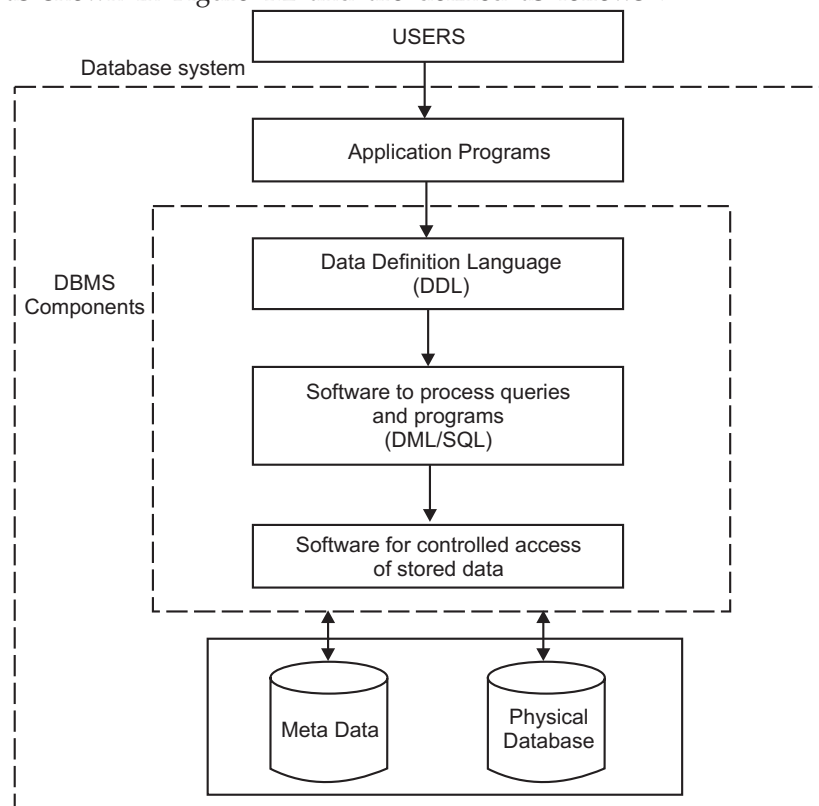 USERS
Database system
Application Programs
Data Definition Language
(DDL)
DBMS
Components
Software to process queries
and programs
(DML/SQL)
Software for controlled access
of stored data
Meta Data
Physical
Database